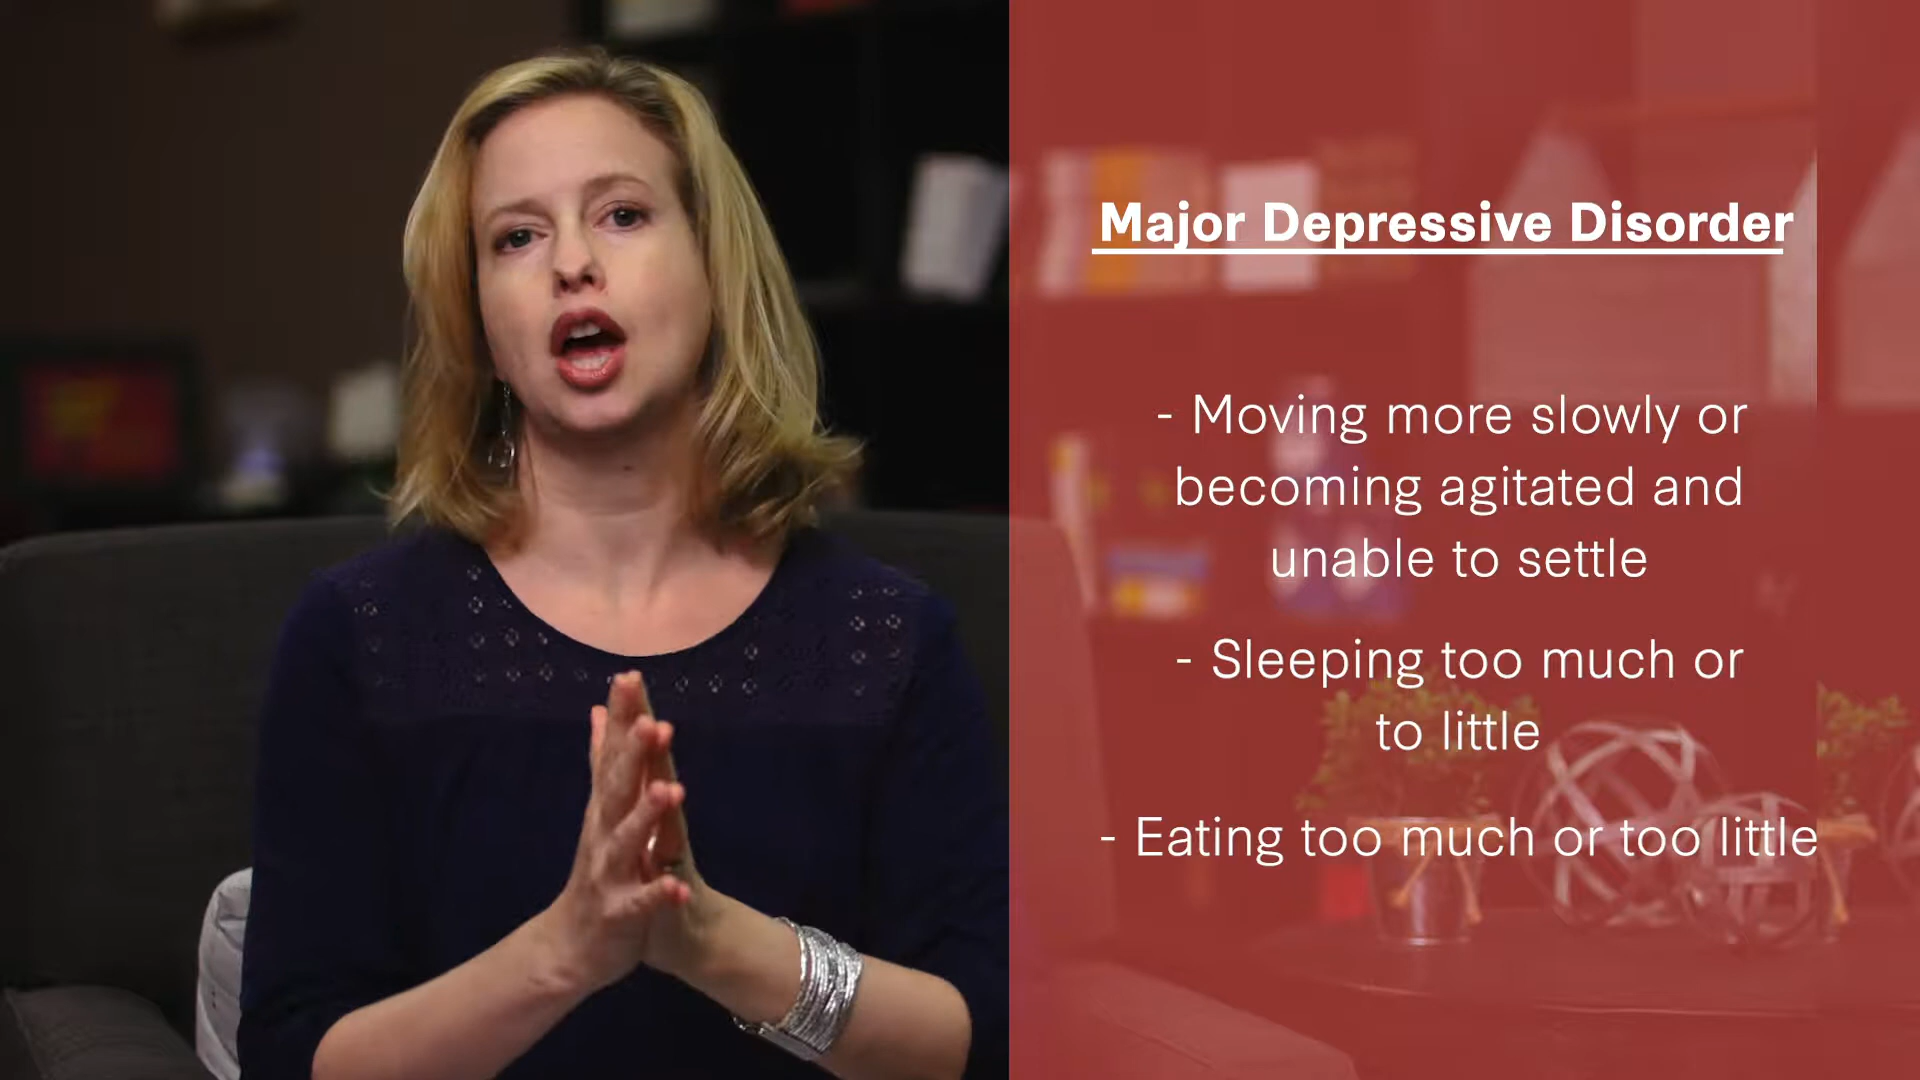 Major Depressive Disorder
- Moving more slowly or
becoming agitated and
unable to settle
- Sleeping too much or
to little
- Eating too much or too little